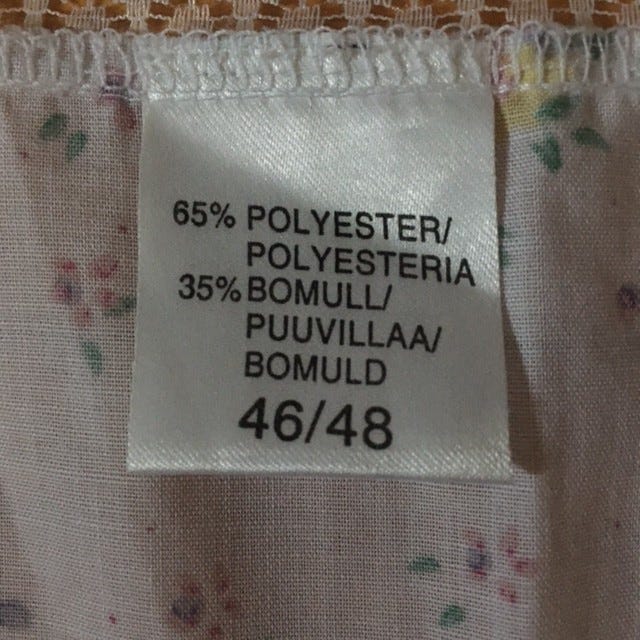 65% POLYESTER/
POLYESTERIA
35% BOMULL/
PUUVILLAA/
BOMULD
46/48